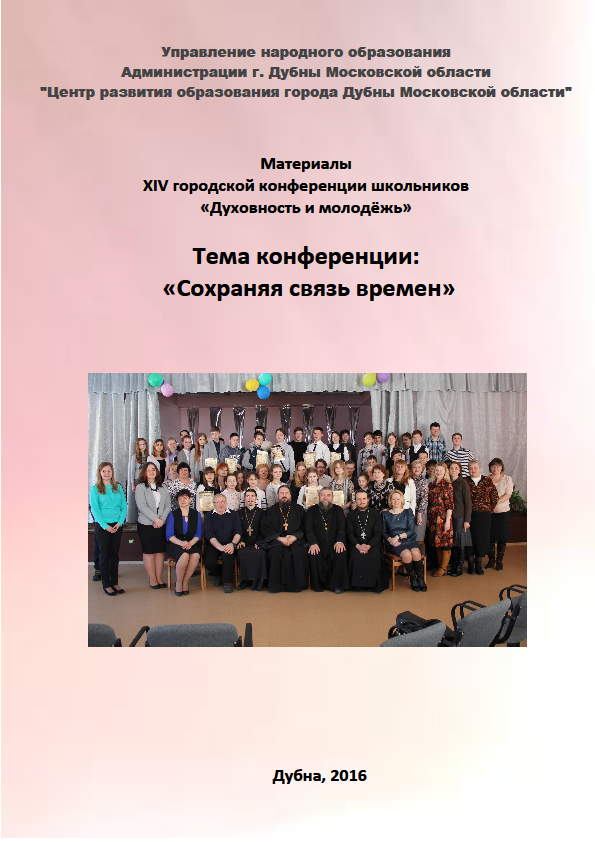 Управление народного образования
Администрации г. Дубны Московской области
"Центр развития образования города Дубны Московской области"
Материалы
XIV городской конференции школьников
«Духовность и молодёжь»
Тема конференции:
«Сохраняя связь времен»
Дубна, 2016